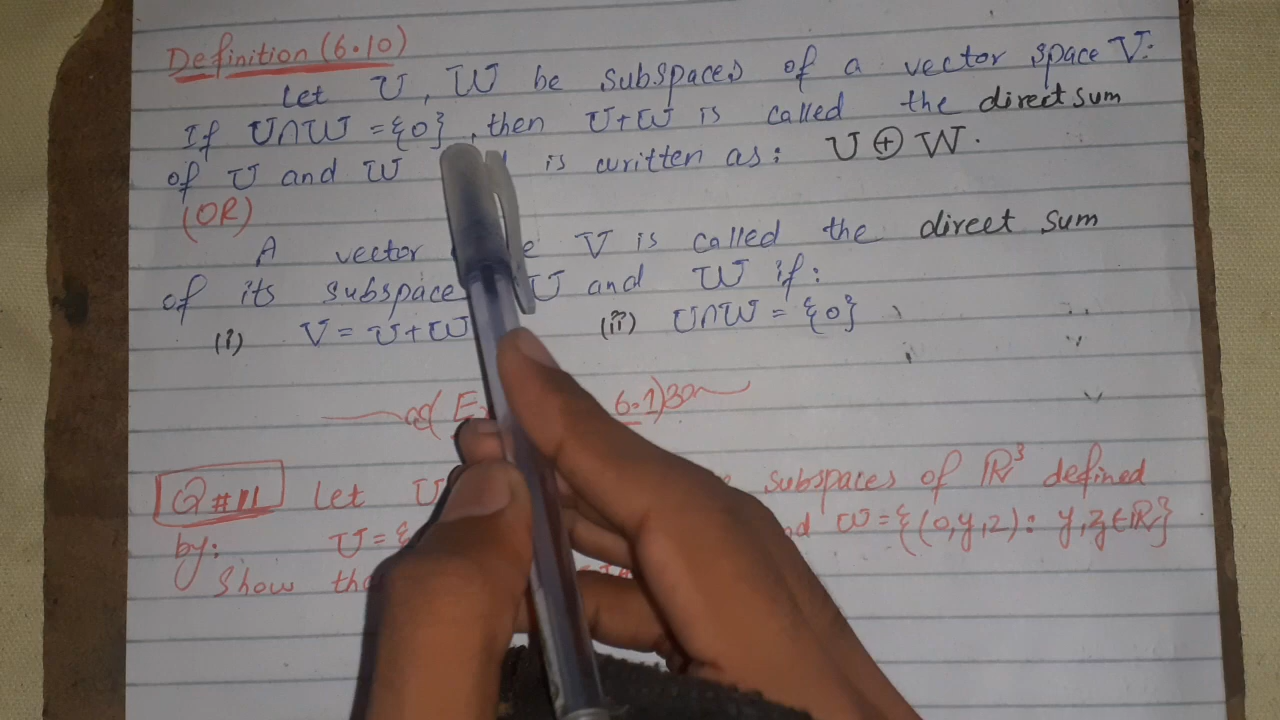 Definition (6.10)
Let U, W be subspaces of a vector space V.
If U∩W = {0}, then U+W is called the direct sum
of U and W is written as: U ⊕ W.
(OR)
A vector V is called the direct sum
of its subspace U and W if:
(i) V = U+W (ii) U∩W = {0}
6.1)
Q#11 Let U subspaces of R³ defined
by: U={ W={(0,y,z): y,z∈R}
Show